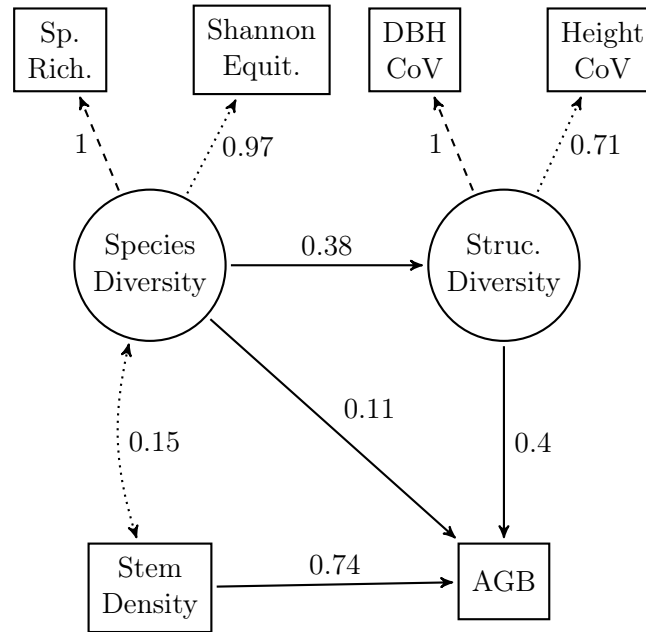 Sp.
Rich.
Shannon
Equit.
DBH
CoV
Height
CoV
1
0.97
1
0.71
Species
Diversity
0.38
Struc.
Diversity
0.11
0.15
0.4
Stem
Density
0.74
AGB